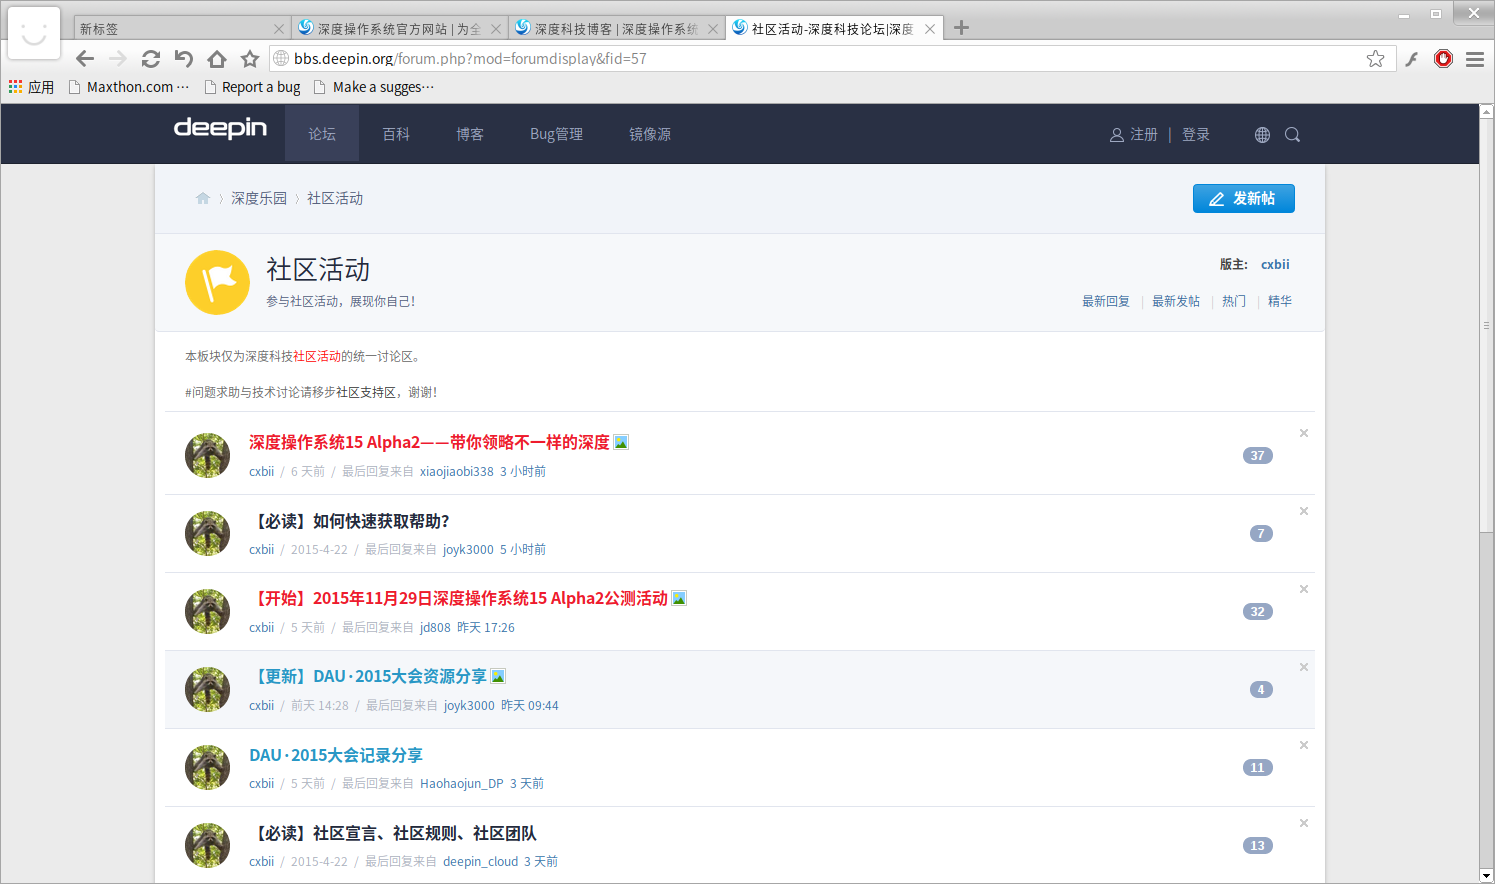 新标签
深度操作系统官方网站 | 为全
深度科技博客 | 深度操作系统
社区活动-深度科技论坛|深度
bbs.deepin.org/forum.php?mod=forumdisplay&fid=57
应用 Maxthon.com ... Report a bug Make a sugges...
deepin 论坛 百科 博客 Bug管理 镜像源 注册 | 登录
深度乐园 社区活动 发新帖
社区活动 版主: cxbii
参与社区活动，展现你自己！ 最新回复 | 最新发帖 | 热门 | 精华
本板块仅为深度科技社区活动的统一讨论区。
#问题求助与技术讨论请移步社区支持区，谢谢！
深度操作系统15 Alpha2——带你领略不一样的深度
cxbii / 6 天前 / 最后回复来自 xiaojiaobi338 3 小时前
37
【必读】如何快速获取帮助？
cxbii / 2015-4-22 / 最后回复来自 joyk3000 5 小时前
7
【开始】2015年11月29日深度操作系统15 Alpha2公测活动
cxbii / 5 天前 / 最后回复来自 jd808 昨天 17:26
32
【更新】DAU·2015大会资源分享
cxbii / 前天 14:28 / 最后回复来自 joyk3000 昨天 09:44
4
DAU·2015大会记录分享
cxbii / 5 天前 / 最后回复来自 Haohaojun_DP 3 天前
11
【必读】社区宣言、社区规则、社区团队
cxbii / 2015-4-22 / 最后回复来自 deepin_cloud 3 天前
13